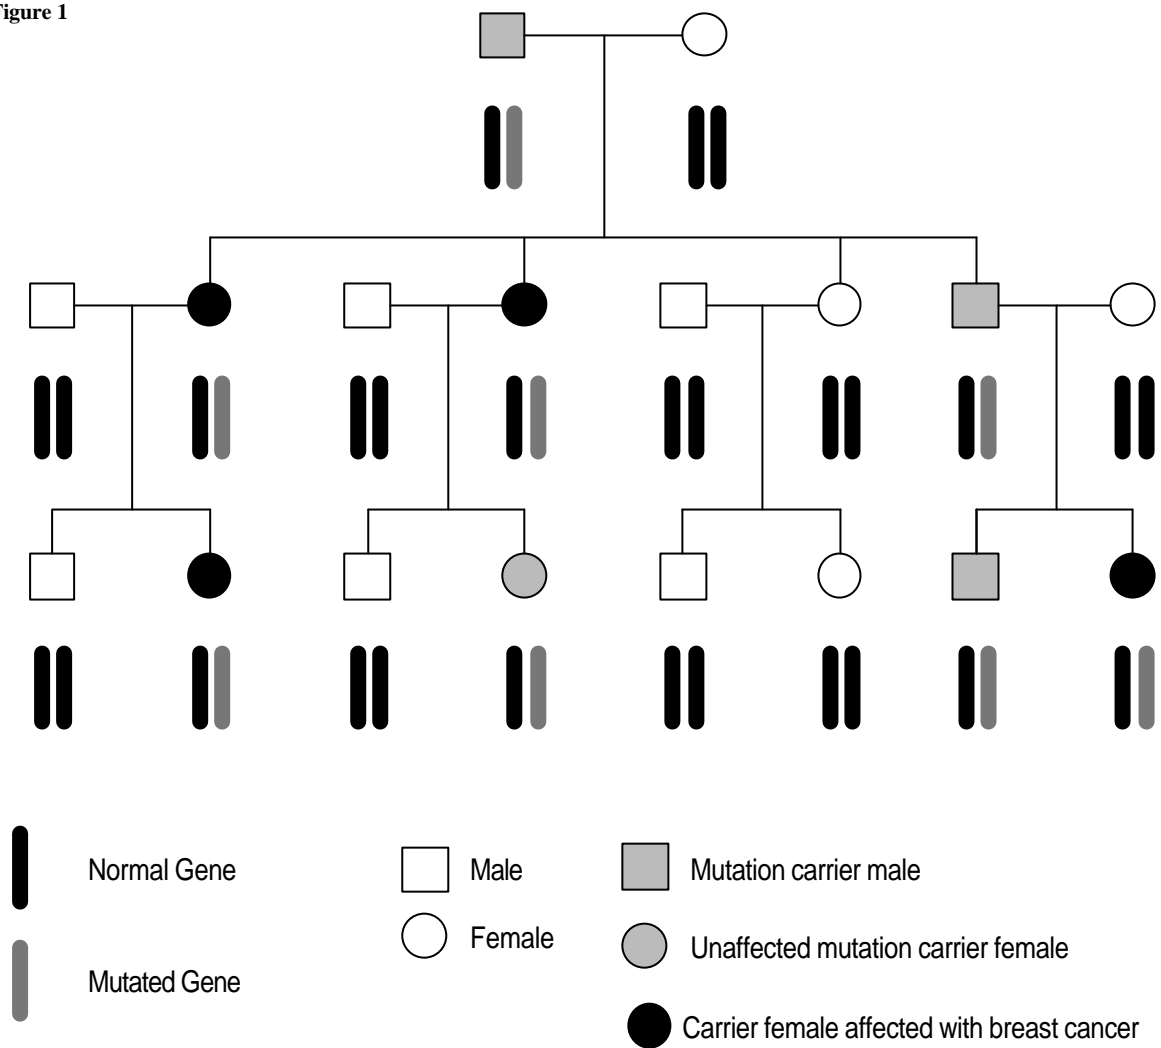 Figure 1
Normal Gene
Male
Mutation carrier male
Female
Unaffected mutation carrier female
Mutated Gene
Carrier female affected with breast cancer